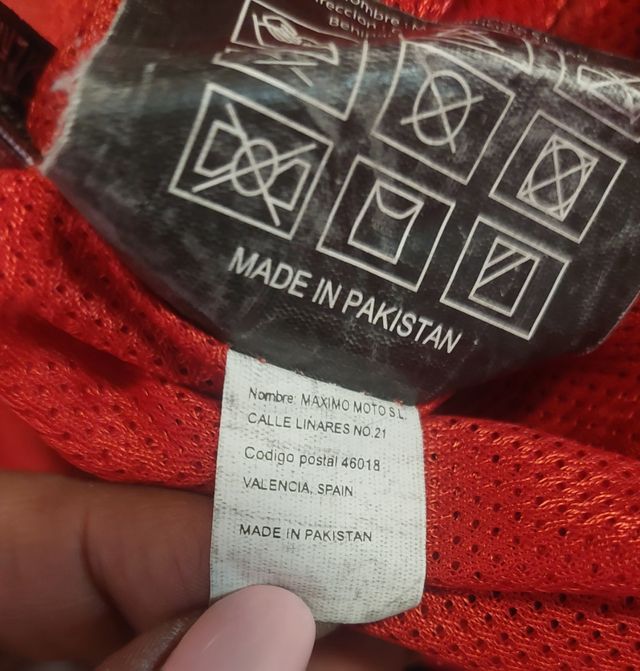 MADE IN PAKISTAN
Nombre: MAXIMO MOTO S.L.
CALLE LINARES NO.21
Codigo postal 46018
VALENCIA, SPAIN
MADE IN PAKISTAN